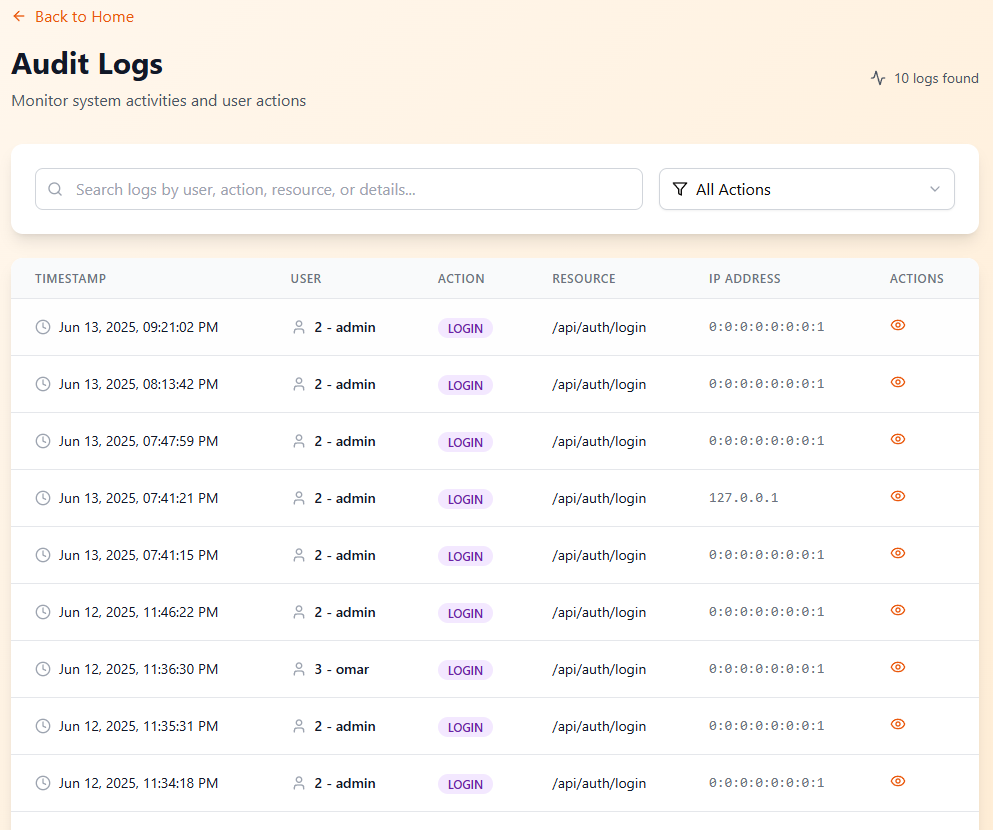 Back to Home
Audit Logs
10 logs found
Monitor system activities and user actions
Search logs by user, action, resource, or details...
All Actions
TIMESTAMP USER ACTION RESOURCE IP ADDRESS ACTIONS
Jun 13, 2025, 09:21:02 PM 2 - admin LOGIN /api/auth/login 0:0:0:0:0:0:0:1
Jun 13, 2025, 08:13:42 PM 2 - admin LOGIN /api/auth/login 0:0:0:0:0:0:0:1
Jun 13, 2025, 07:47:59 PM 2 - admin LOGIN /api/auth/login 0:0:0:0:0:0:0:1
Jun 13, 2025, 07:41:21 PM 2 - admin LOGIN /api/auth/login 127.0.0.1
Jun 13, 2025, 07:41:15 PM 2 - admin LOGIN /api/auth/login 0:0:0:0:0:0:0:1
Jun 12, 2025, 11:46:22 PM 2 - admin LOGIN /api/auth/login 0:0:0:0:0:0:0:1
Jun 12, 2025, 11:36:30 PM 3 - omar LOGIN /api/auth/login 0:0:0:0:0:0:0:1
Jun 12, 2025, 11:35:31 PM 2 - admin LOGIN /api/auth/login 0:0:0:0:0:0:0:1
Jun 12, 2025, 11:34:18 PM 2 - admin LOGIN /api/auth/login 0:0:0:0:0:0:0:1